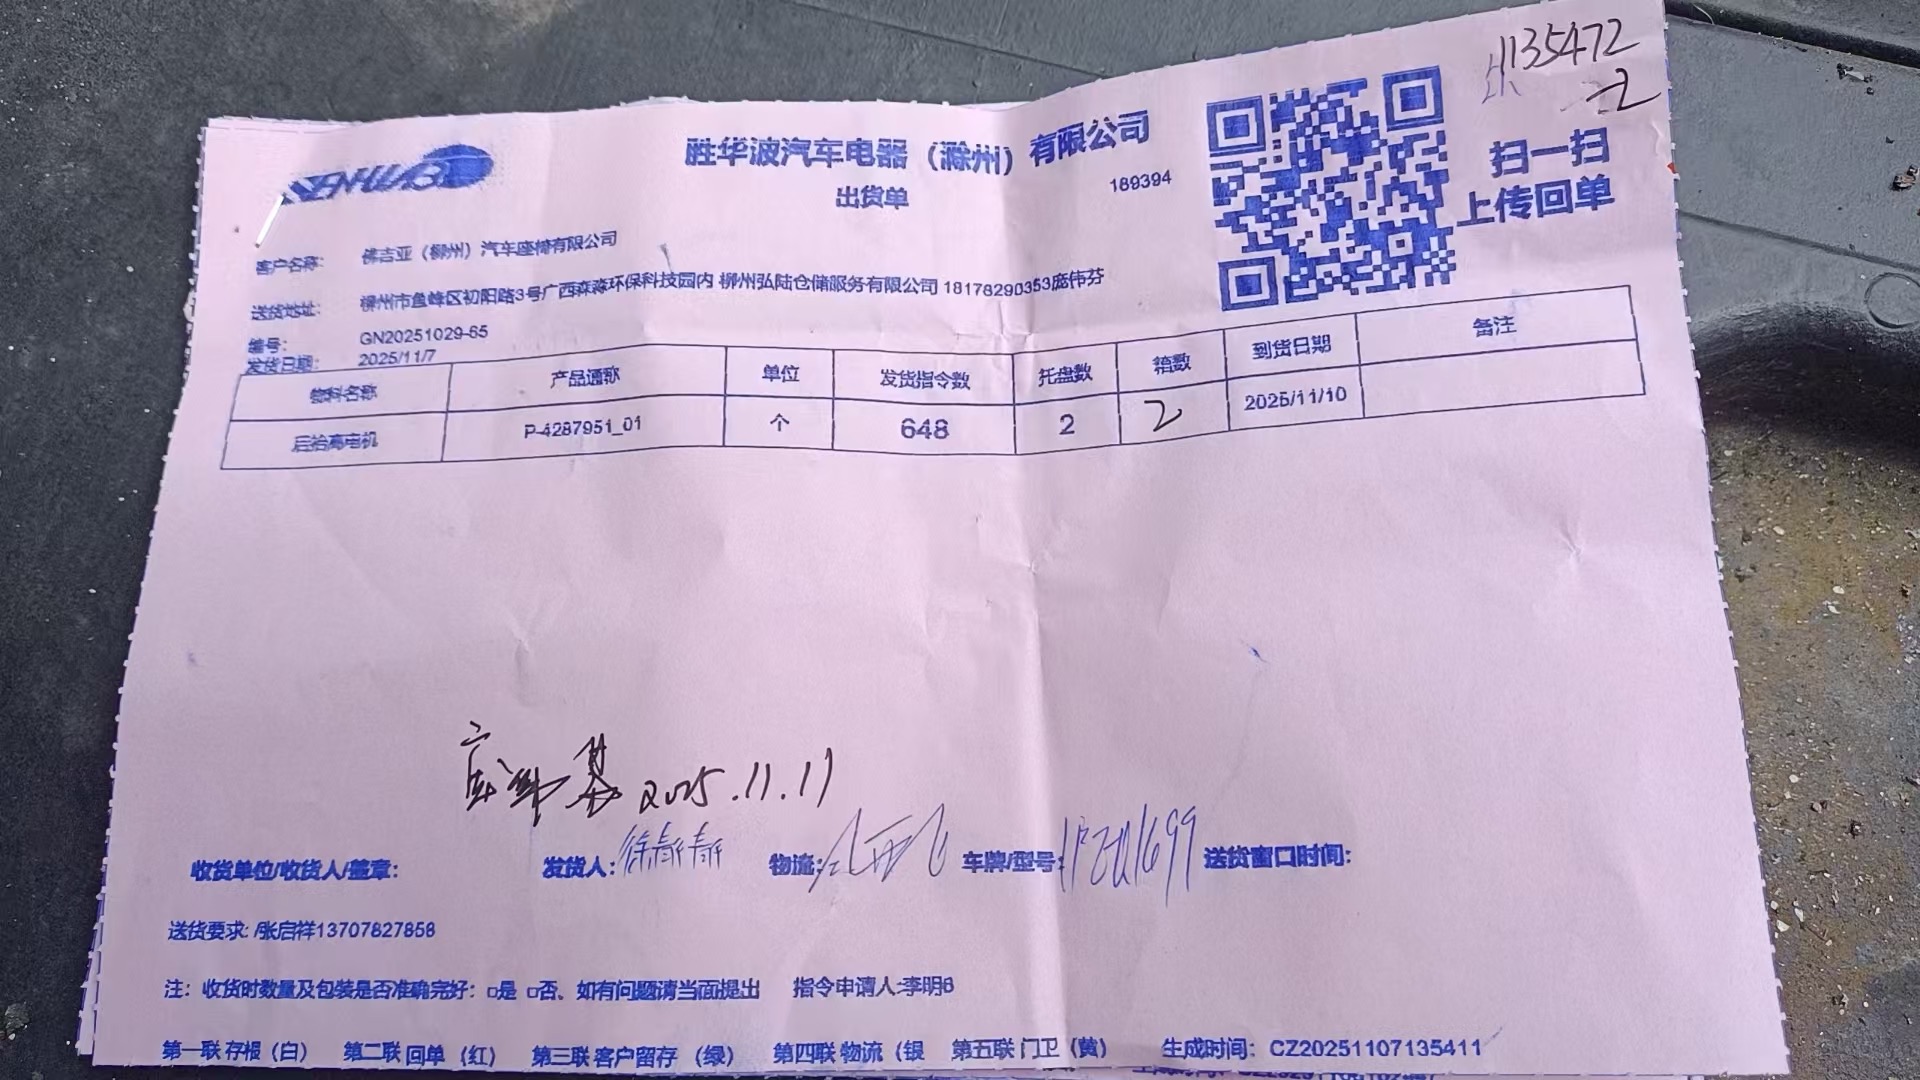 1135472
2
胜华波汽车电器（滁州）有限公司
出货单
189394
扫一扫
上传回单
客户名称： 佛吉亚（柳州）汽车座椅有限公司
送货地址： 柳州市鱼峰区初阳路3号广西森淼环保科技园内 柳州弘陆仓储服务有限公司 18178290353庞伟芬
编号： GN20251029-65
发货日期： 2025/11/7
物料名称 产品通称 单位 发货指令数 托盘数 箱数 到货日期 备注
后抬高电机 P-4287951_01 个 648 2 2 2025/11/10
2025.11.11
收货单位/收货人/盖章： 发货人：徐静静 物流： 车牌/型号： 送货窗口时间：
送货要求：/张启祥13707827858
注：收货时数量及包装是否准确完好：□是 □否、如有问题请当面提出 指令申请人:李明8
第一联 存根（白） 第二联 回单（红） 第三联 客户留存（绿） 第四联 物流（银 第五联 门卫（黄） 生成时间：CZ20251107135411